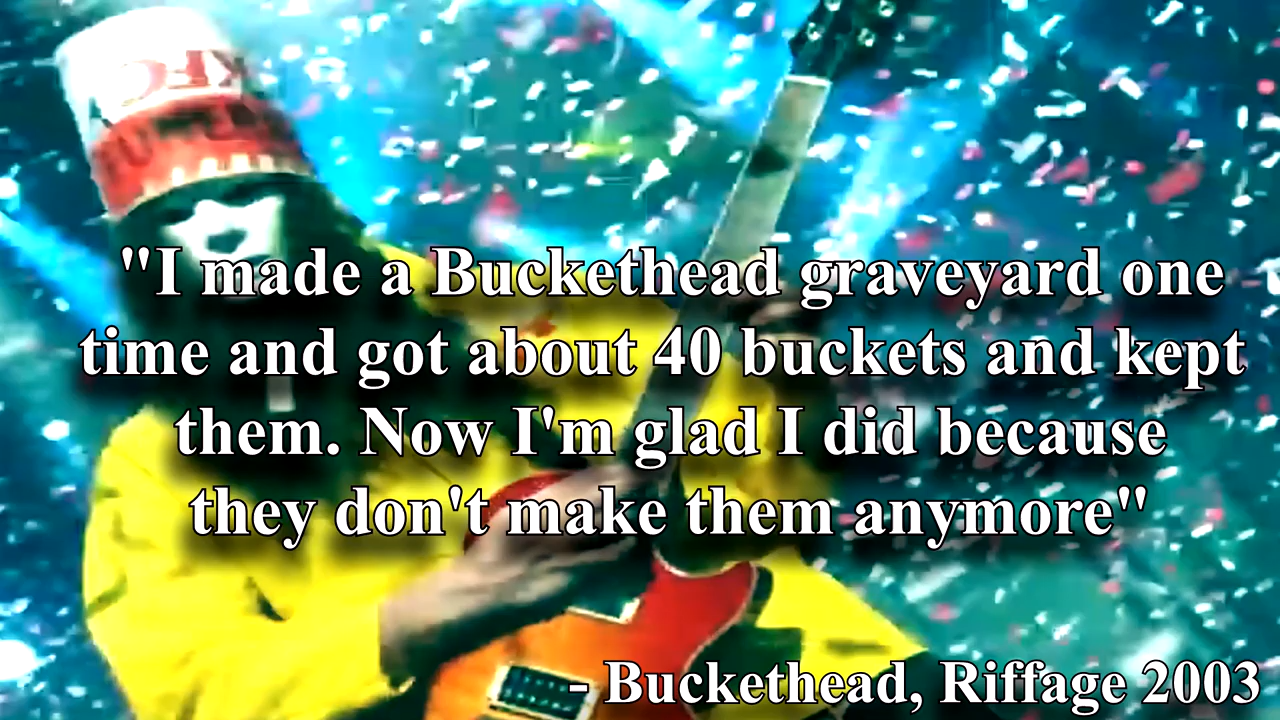 "I made a Buckethead graveyard one
time and got about 40 buckets and kept
them. Now I'm glad I did because
they don't make them anymore"
- Buckethead, Riffage 2003